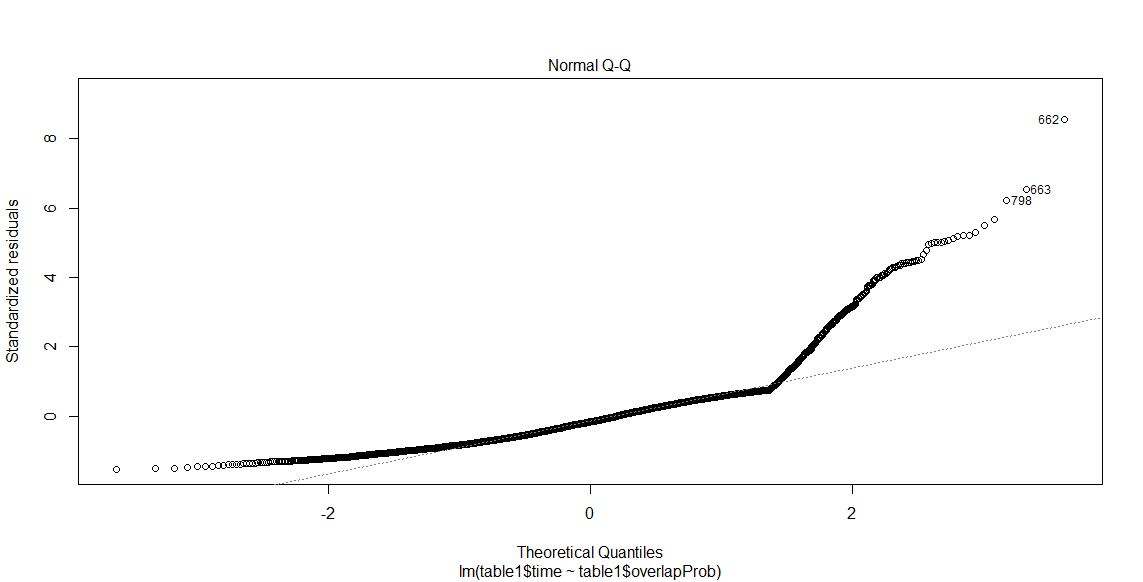 Normal Q-Q
Standardized residuals
8
6
4
2
0
662
663
798
-2
0
2
Theoretical Quantiles
lm(table1$time ~ table1$overlapProb)